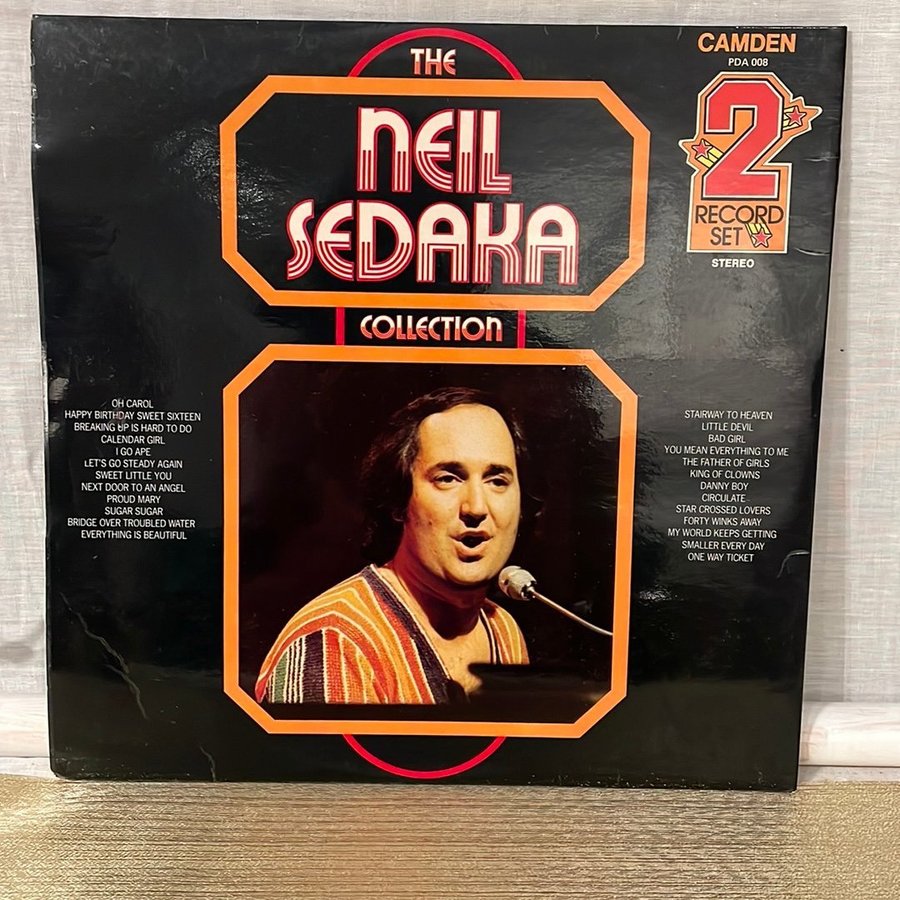 THE
NEIL
SEDAKA
COLLECTION
CAMDEN
PDA 008
2
RECORD
SET
STEREO
OH CAROL
HAPPY BIRTHDAY SWEET SIXTEEN
BREAKING UP IS HARD TO DO
CALENDAR GIRL
I GO APE
LET'S GO STEADY AGAIN
SWEET LITTLE YOU
NEXT DOOR TO AN ANGEL
PROUD MARY
SUGAR SUGAR
BRIDGE OVER TROUBLED WATER
EVERYTHING IS BEAUTIFUL
STAIRWAY TO HEAVEN
LITTLE DEVIL
BAD GIRL
YOU MEAN EVERYTHING TO ME
THE FATHER OF GIRLS
KING OF CLOWNS
DANNY BOY
CIRCULATE
STAR CROSSED LOVERS
FORTY WINKS AWAY
MY WORLD KEEPS GETTING
SMALLER EVERY DAY
ONE WAY TICKET